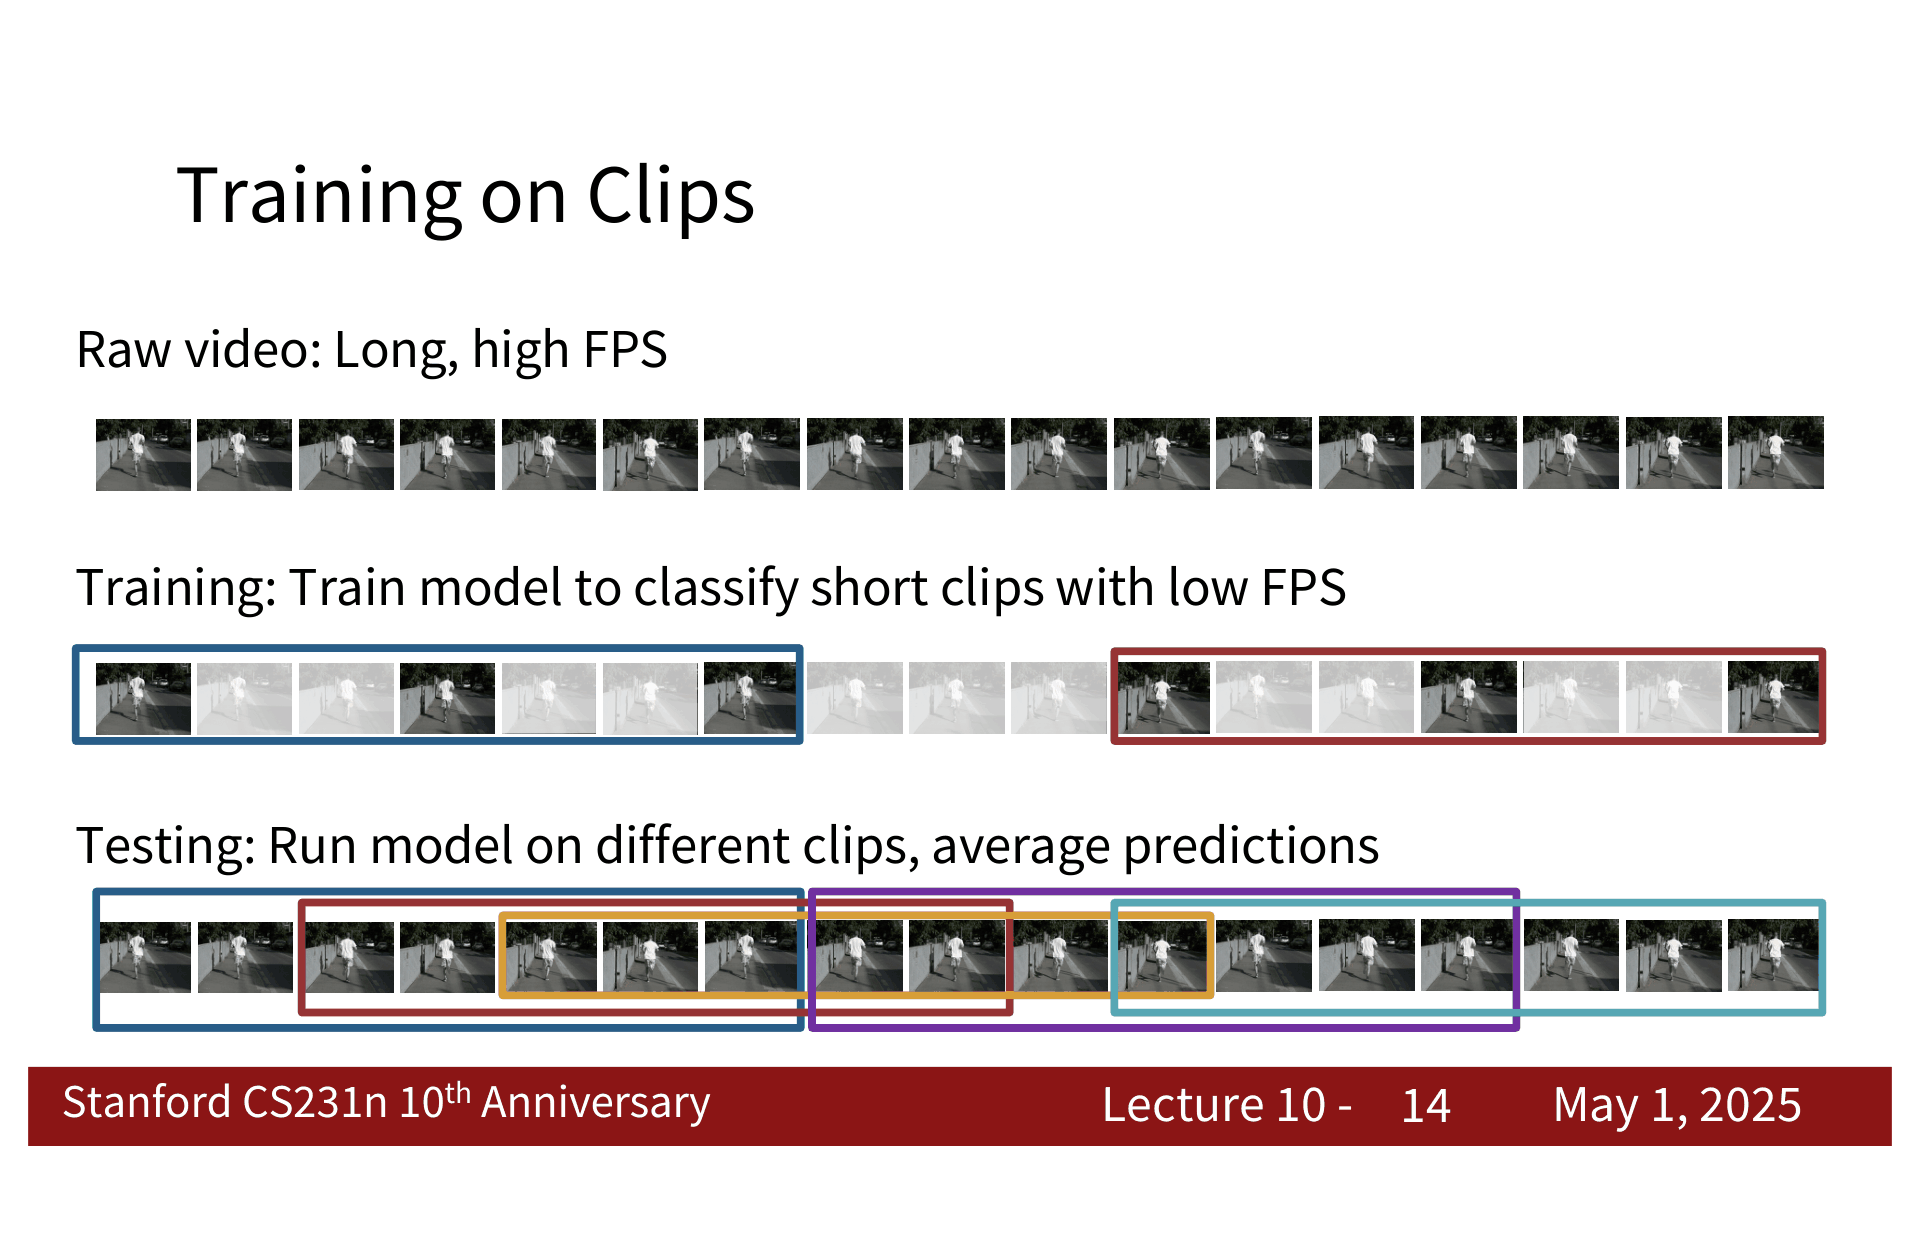 Training on Clips
Raw video: Long, high FPS
Training: Train model to classify short clips with low FPS
Testing: Run model on different clips, average predictions
Stanford CS231n 10th Anniversary
Lecture 10 - 14
May 1, 2025